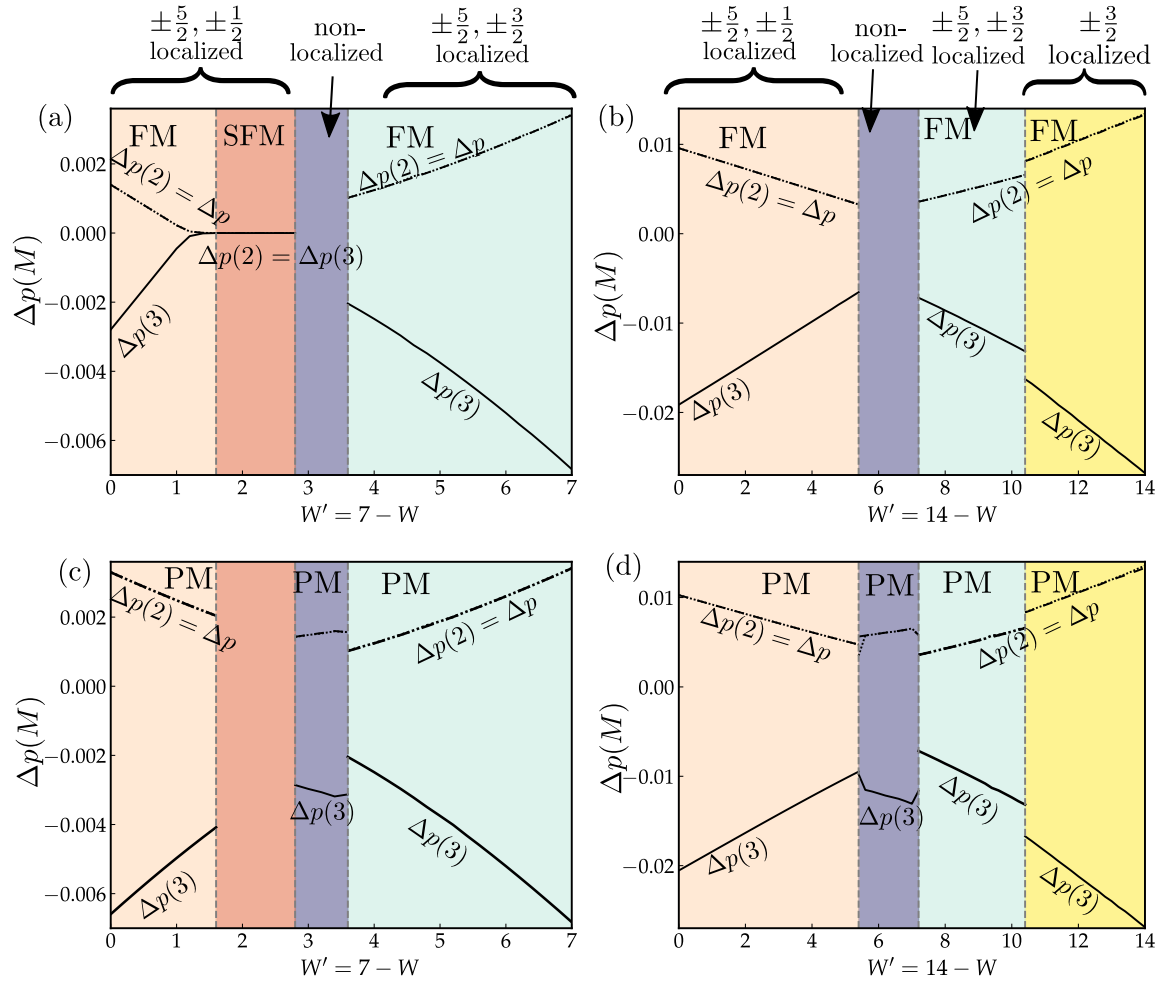 ±5/2, ±1/2
localized
non-
localized
±5/2, ±3/2
localized
±5/2, ±1/2
localized
non-
localized
±5/2, ±3/2
localized
±3/2
localized
(a)
FM
SFM
FM
Δp(2) = Δp
Δp(2) = Δp
Δp(2) = Δp(3)
Δp(3)
Δp(3)
Δp(M)
0.002
0.000
−0.002
−0.004
−0.006
0 1 2 3 4 5 6 7
W′ = 7 − W
(b)
FM
FM
FM
Δp(2) = Δp
Δp(2) = Δp
Δp(3)
Δp(3)
Δp(3)
Δp(M)
0.01
0.00
−0.01
−0.02
0 2 4 6 8 10 12 14
W′ = 14 − W
(c)
PM
PM
PM
Δp(2) = Δp
Δp(2) = Δp
Δp(3)
Δp(3)
Δp(3)
Δp(M)
0.002
0.000
−0.002
−0.004
−0.006
0 1 2 3 4 5 6 7
W′ = 7 − W
(d)
PM
PM
PM
PM
Δp(2) = Δp
Δp(2) = Δp
Δp(3)
Δp(3)
Δp(3)
Δp(3)
Δp(M)
0.01
0.00
−0.01
−0.02
0 2 4 6 8 10 12 14
W′ = 14 − W